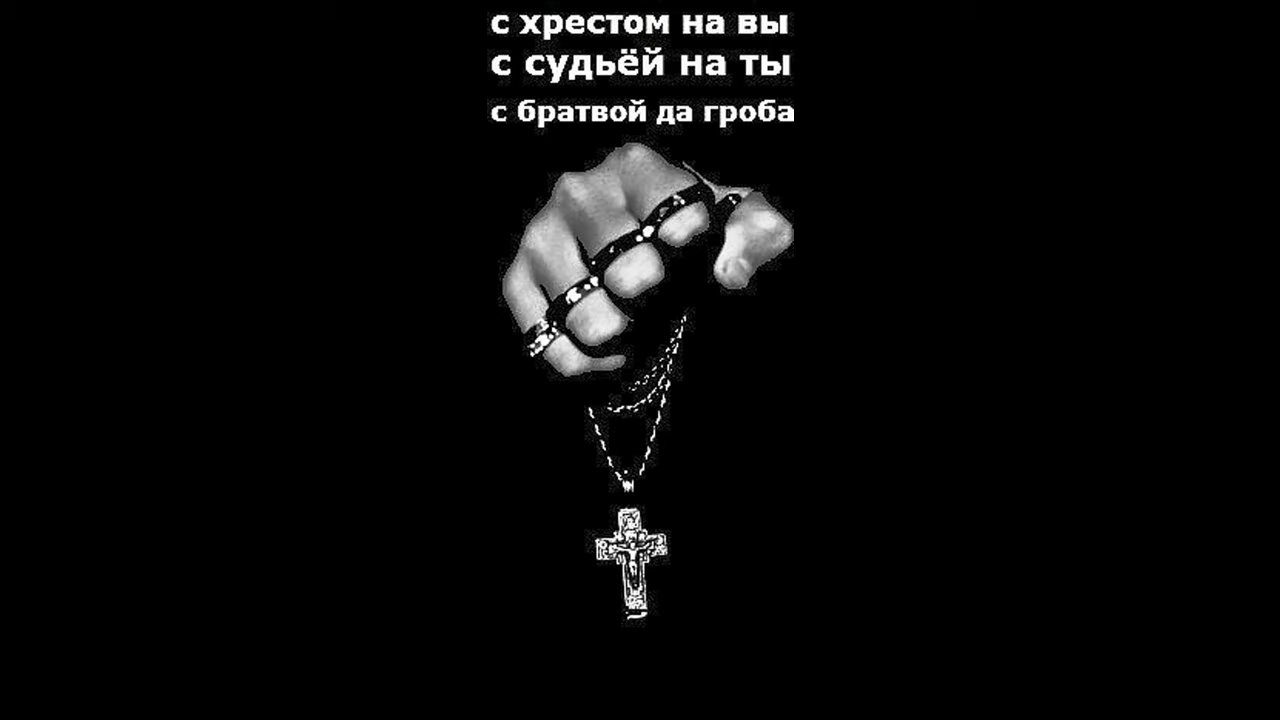 с хрестом на вы
с судьёй на ты
с братвой да гроба